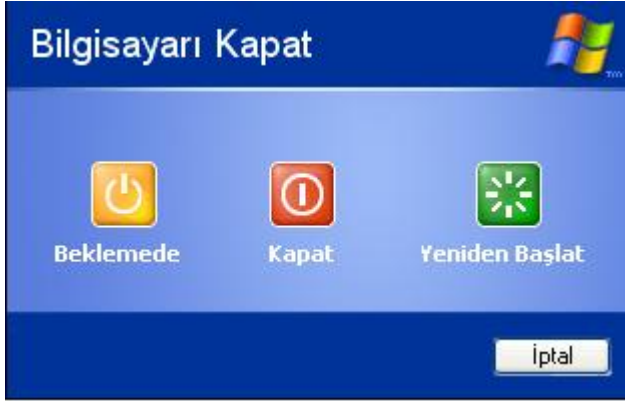 Bilgisayarı Kapat
Beklemede
Kapat
Yeniden Başlat
İptal